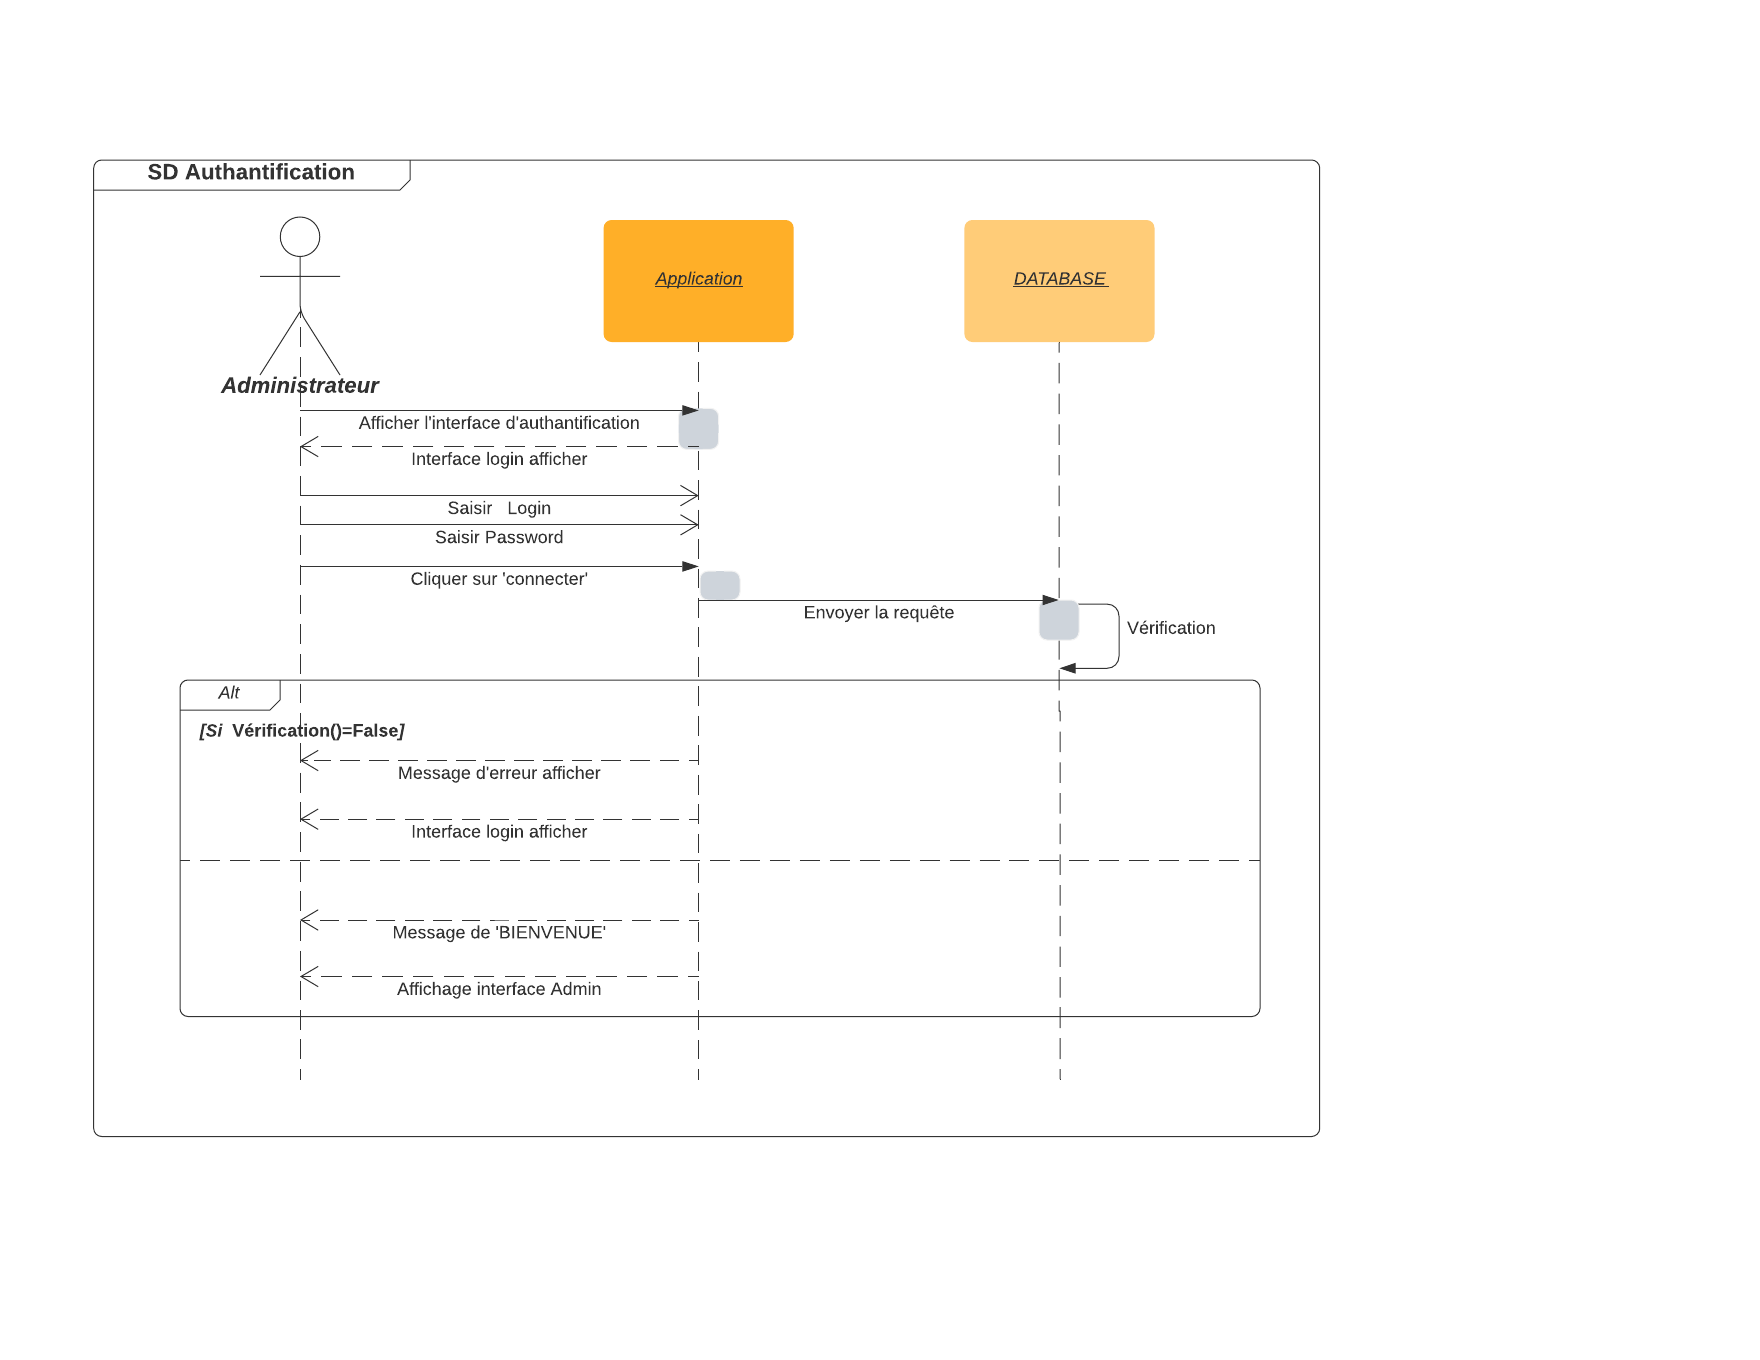 SD Authantification
Application
DATABASE
Administrateur
Afficher l'interface d'authantification
Interface login afficher
Saisir   Login
Saisir Password
Cliquer sur 'connecter'
Envoyer la requête
Vérification
Alt
[Si  Vérification()=False]
Message d'erreur afficher
Interface login afficher
Message de 'BIENVENUE'
Affichage interface Admin